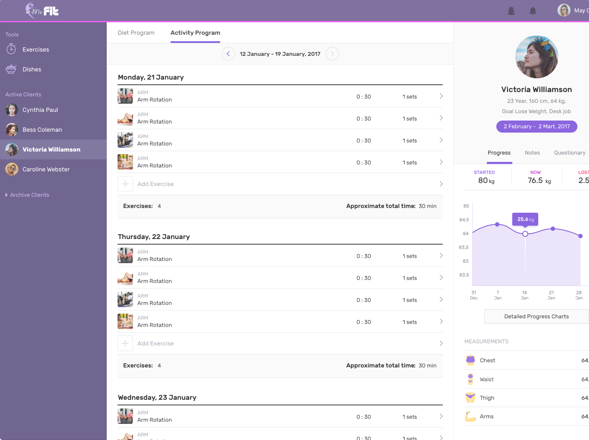 Fit
May C
Tools
Exercises
Dishes
Active Clients
Cynthia Paul
Bess Coleman
Victoria Williamson
Caroline Webster
Archive Clients
Diet Program
Activity Program
12 January - 19 January, 2017
Monday, 21 January
ARM
Arm Rotation
0 : 30
1 sets
ARM
Arm Rotation
0 : 30
1 sets
ARM
Arm Rotation
0 : 30
1 sets
ARM
Arm Rotation
0 : 30
1 sets
Add Exercise
Exercises: 4
Approximate total time: 30 min
Thursday, 22 January
ARM
Arm Rotation
0 : 30
1 sets
ARM
Arm Rotation
0 : 30
1 sets
ARM
Arm Rotation
0 : 30
1 sets
ARM
Arm Rotation
0 : 30
1 sets
Add Exercise
Exercises: 4
Approximate total time: 30 min
Wednesday, 23 January
ARM
Arm Rotation
0 : 30
1 sets
ARM
Arm Rotation
0 : 30
1 sets
Victoria Williamson
23 Year, 160 cm, 64 kg,
Goal Lose Weight, Desk job
2 February - 2 Mart, 2017
Progress
Notes
Questionary
STARTED
80 kg
NOW
76.5 kg
LOST
2.5
85
84.5
84
83.5
83
83.5
25,6 kg
31 Dec
7 Jan
14 Jan
21 Jan
28 Jan
Detailed Progress Charts
MEASUREMENTS
Chest
64
Waist
64
Thigh
64
Arms
64